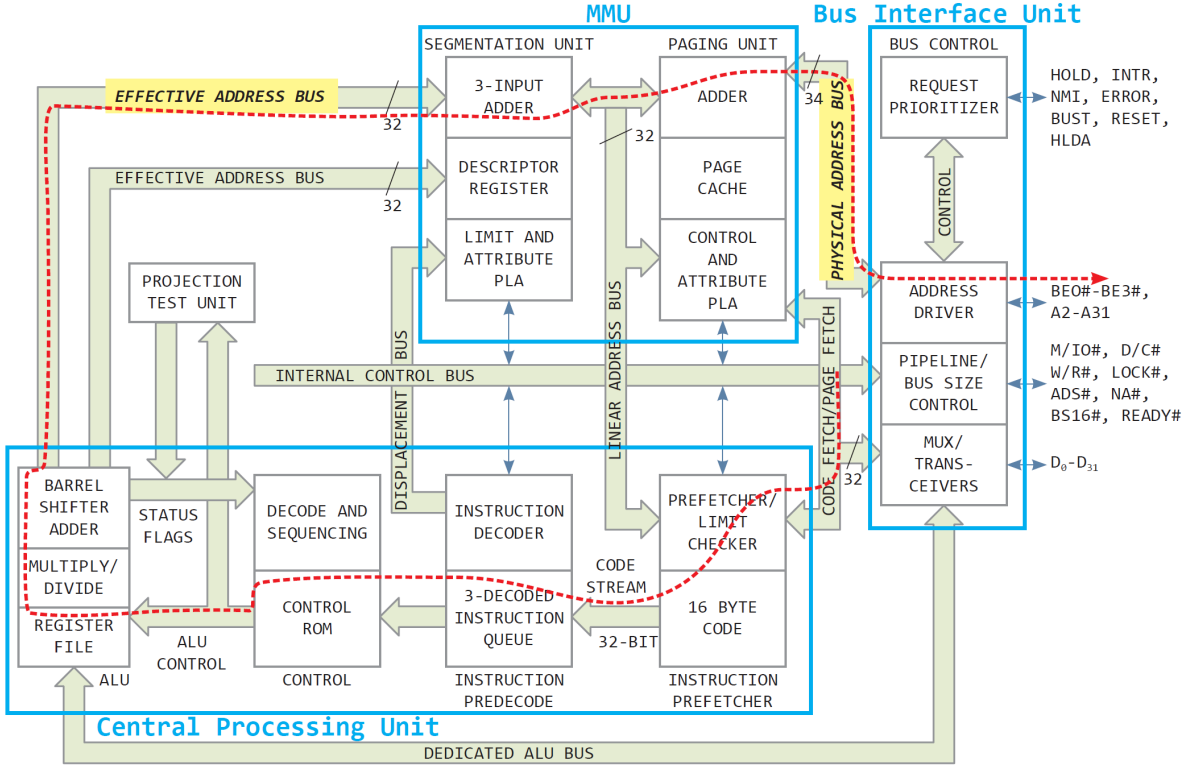 MMU
Bus Interface Unit
SEGMENTATION UNIT
PAGING UNIT
BUS CONTROL
EFFECTIVE ADDRESS BUS
32
3-INPUT
ADDER
ADDER
34
PHYSICAL ADDRESS BUS
REQUEST
PRIORITIZER
HOLD, INTR,
NMI, ERROR,
BUST, RESET,
HLDA
32
EFFECTIVE ADDRESS BUS
32
DESCRIPTOR
REGISTER
PAGE
CACHE
CONTROL
LIMIT AND
ATTRIBUTE
PLA
CONTROL
AND
ATTRIBUTE
PLA
PROJECTION
TEST UNIT
ADDRESS
DRIVER
BEO#-BE3#,
A2-A31
LINEAR ADDRESS BUS
DISPLACEMENT BUS
CODE FETCH/PAGE FETCH
INTERNAL CONTROL BUS
PIPELINE/
BUS SIZE
CONTROL
M/IO#, D/C#
W/R#, LOCK#,
ADS#, NA#,
BS16#, READY#
MUX/
TRANS-
CEIVERS
32
D0-D31
BARREL
SHIFTER
ADDER
STATUS
FLAGS
DECODE AND
SEQUENCING
INSTRUCTION
DECODER
PREFETCHER/
LIMIT
CHECKER
MULTIPLY/
DIVIDE
CODE
STREAM
REGISTER
FILE
ALU
CONTROL
CONTROL
ROM
3-DECODED
INSTRUCTION
QUEUE
32-BIT
16 BYTE
CODE
ALU
CONTROL
INSTRUCTION
PREDECODE
INSTRUCTION
PREFETCHER
Central Processing Unit
DEDICATED ALU BUS